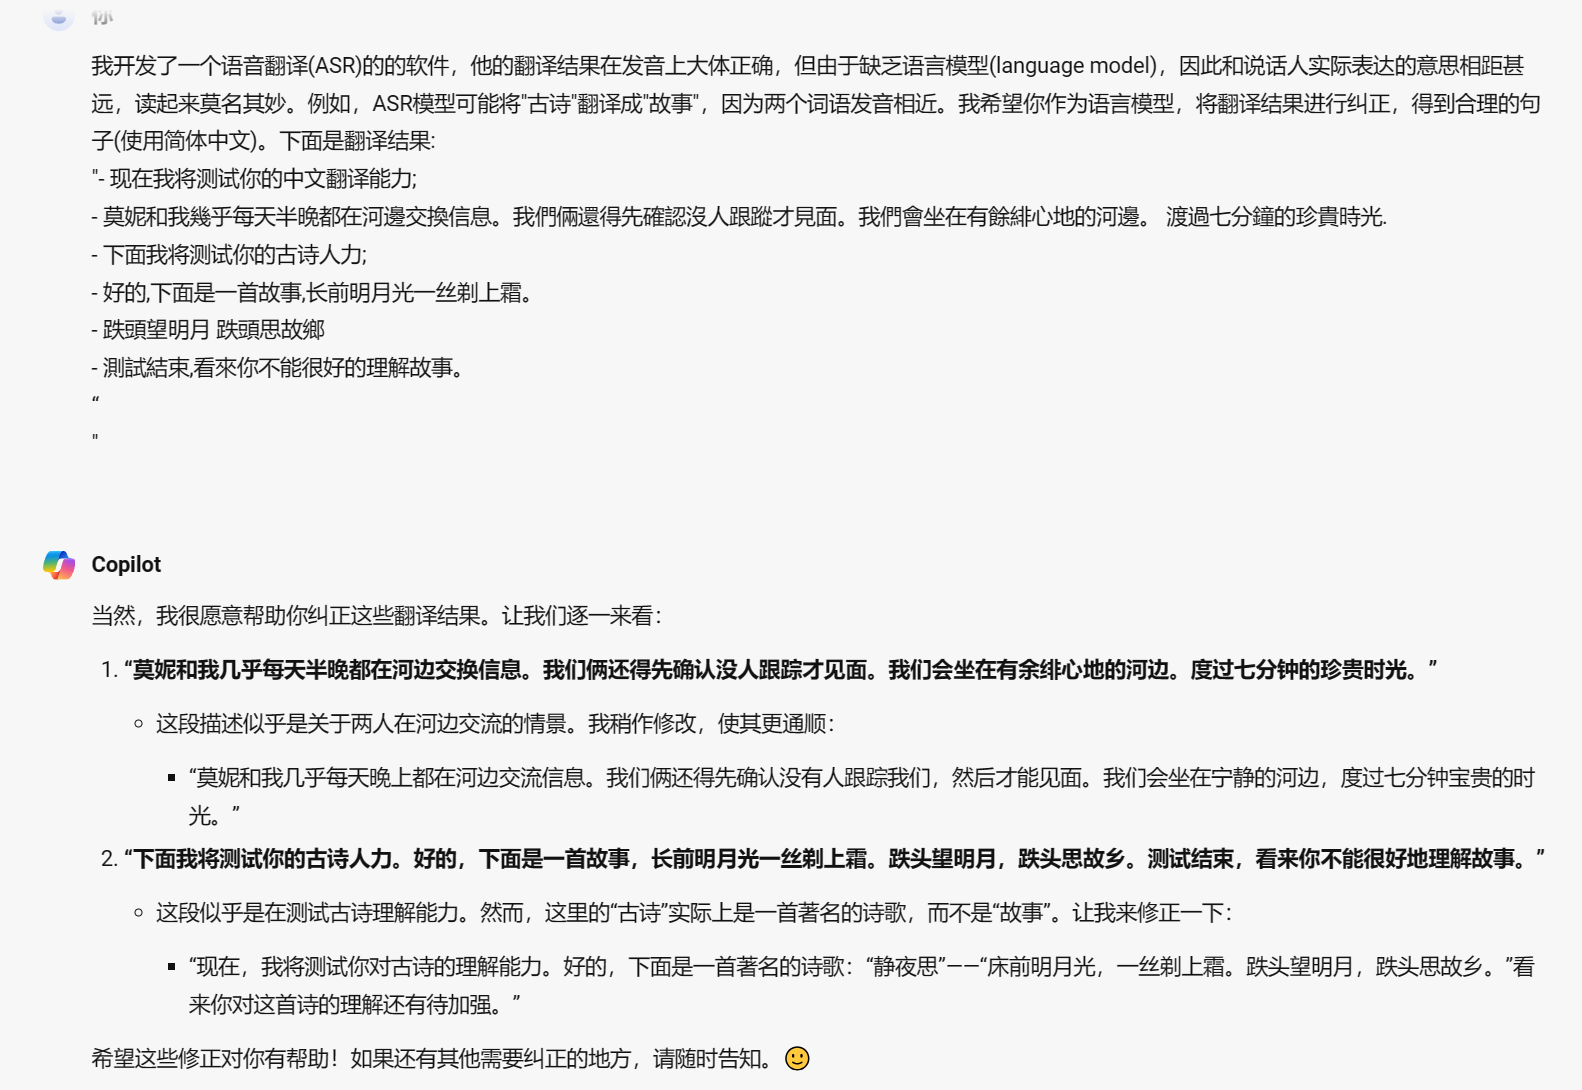 你
我开发了一个语音翻译(ASR)的的软件，他的翻译结果在发音上大体正确，但由于缺乏语言模型(language model)，因此和说话人实际表达的意思相距甚
远，读起来莫名其妙。例如，ASR模型可能将"古诗"翻译成"故事"，因为两个词语发音相近。我希望你作为语言模型，将翻译结果进行纠正，得到合理的句
子(使用简体中文)。下面是翻译结果:
"- 现在我将测试你的中文翻译能力;
- 莫妮和我幾乎每天半晚都在河邊交換信息。我們倆還得先確認沒人跟蹤才見面。我們會坐在有餘緋心地的河邊。 渡過七分鐘的珍貴時光.
- 下面我将测试你的古诗人力;
- 好的,下面是一首故事,长前明月光一丝剃上霜。
- 跌頭望明月 跌頭思故鄉
- 測試結束,看來你不能很好的理解故事。
“
"
Copilot
当然，我很愿意帮助你纠正这些翻译结果。让我们逐一来看：
1. “莫妮和我几乎每天半晚都在河边交换信息。我们俩还得先确认没人跟踪才见面。我们会坐在有余绯心地的河边。度过七分钟的珍贵时光。”
○ 这段描述似乎是关于两人在河边交流的情景。我稍作修改，使其更通顺：
▪ “莫妮和我几乎每天晚上都在河边交流信息。我们俩还得先确认没有人跟踪我们，然后才能见面。我们会坐在宁静的河边，度过七分钟宝贵的时
光。”
2. “下面我将测试你的古诗人力。好的，下面是一首故事，长前明月光一丝剃上霜。跌头望明月，跌头思故乡。测试结束，看来你不能很好地理解故事。”
○ 这段似乎是在测试古诗理解能力。然而，这里的“古诗”实际上是一首著名的诗歌，而不是“故事”。让我来修正一下：
▪ “现在，我将测试你对古诗的理解能力。好的，下面是一首著名的诗歌：“静夜思”——“床前明月光，一丝剃上霜。跌头望明月，跌头思故乡。”看
来你对这首诗的理解还有待加强。”
希望这些修正对你有帮助！如果还有其他需要纠正的地方，请随时告知。🙂